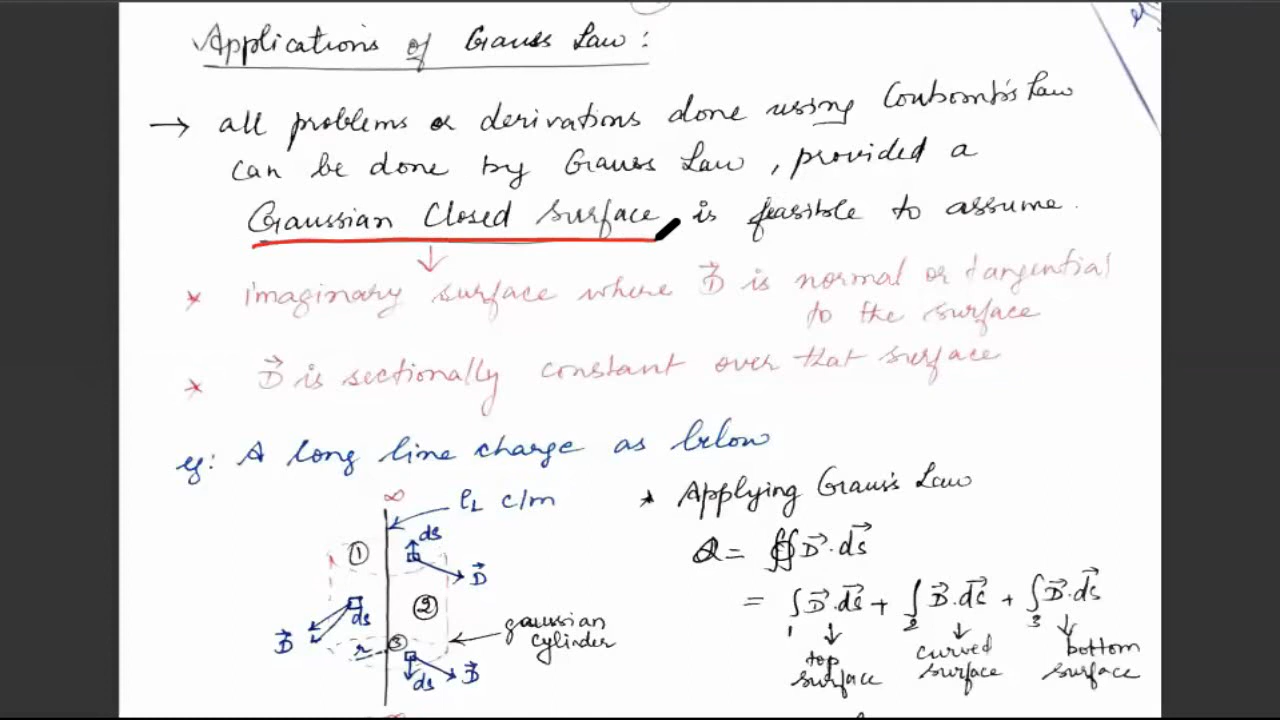 Applications of Gauss Law :
→ all problems or derivations done using Coulomb's Law
can be done by Gauss Law, provided a
Gaussian Closed surface is feasible to assume.
* imaginary surface where D⃗ is normal or tangential
to the surface
* D⃗ is sectionally constant over that surface
eg: A long line charge as below
∞
ρL c/m
① ds
D⃗
ds ②
D⃗
r ③
ds D⃗
gaussian
cylinder
∞
* Applying Gauss Law
Q = ∯ D⃗.ds⃗
= ∫₁ D⃗.ds⃗ + ∫₂ D⃗.ds⃗ + ∫₃ D⃗.ds⃗
top surface
curved surface
bottom surface